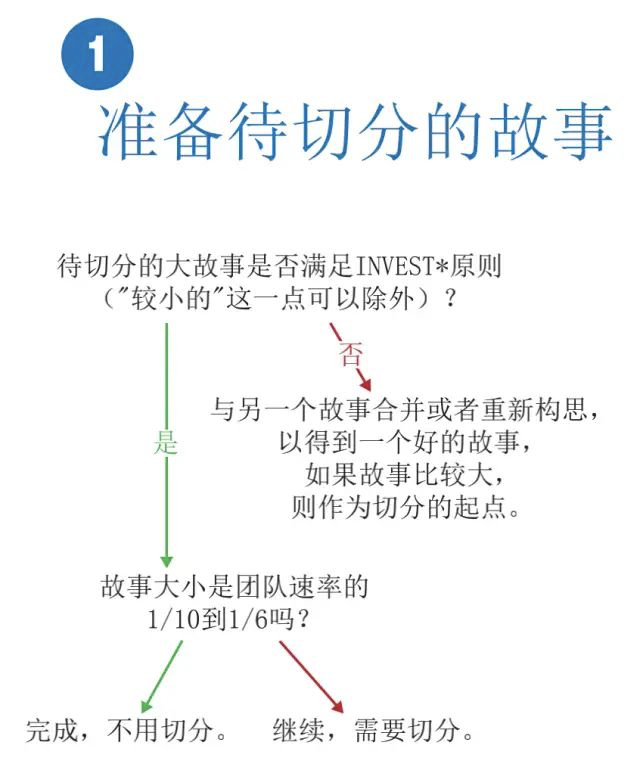 1
准备待切分的故事
待切分的大故事是否满足INVEST*原则
（"较小的"这一点可以除外）？
否
与另一个故事合并或者重新构思，
以得到一个好的故事，
如果故事比较大，
则作为切分的起点。
是
故事大小是团队速率的
1/10到1/6吗？
完成，不用切分。
继续，需要切分。